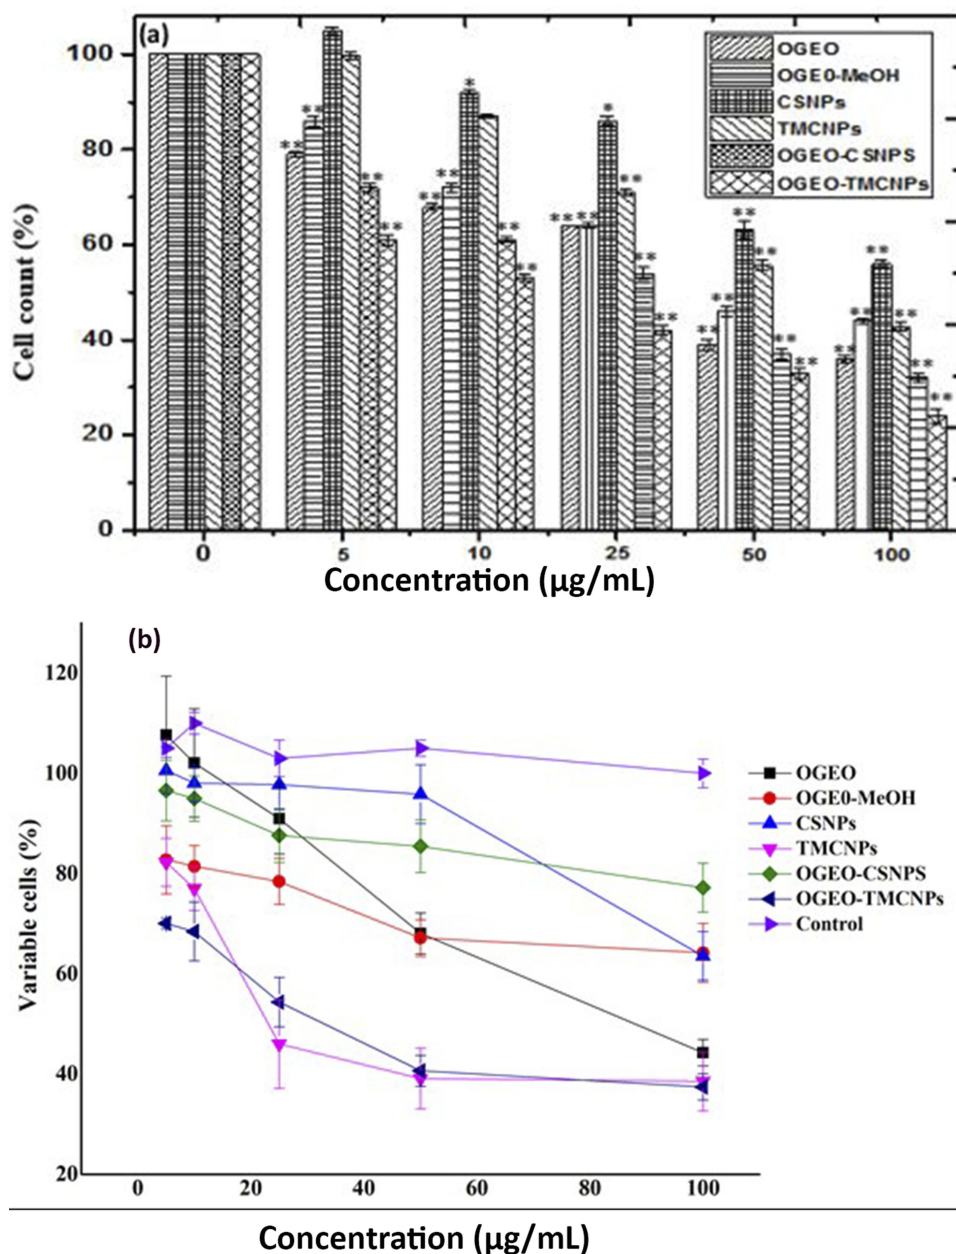 (a)
OGEO
OGE0-MeOH
CSNPs
TMCNPs
OGEO-CSNPS
OGEO-TMCNPs
Cell count (%)
100
80
60
40
20
0
** ** ** **
** ** * ** **
** ** * ** ** **
** ** ** ** ** **
** ** ** ** ** **
0 5 10 25 50 100
Concentration (µg/mL)
(b)
Variable cells (%)
120
100
80
60
40
20
OGEO
OGE0-MeOH
CSNPs
TMCNPs
OGEO-CSNPS
OGEO-TMCNPs
Control
0 20 40 60 80 100
Concentration (µg/mL)